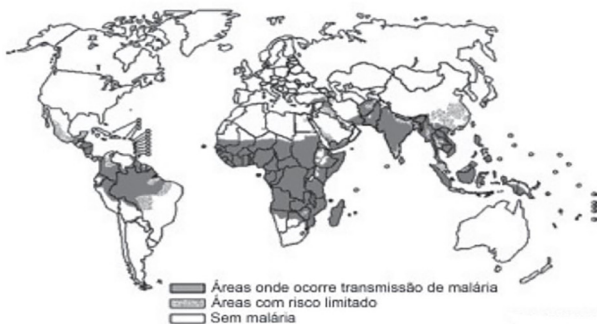 Áreas onde ocorre transmissão de malária
Áreas com risco limitado
Sem malária